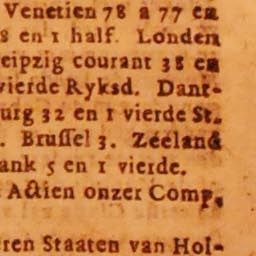 Venetien 78 a 77 en
8 en 1 half. Londen
eipzig courant 38 en
vierde Ryksd. Dant-
urg 32 en 1 vierde St.
. Brussel 3. Zéeland
ank 5 en 1 vierde.
Actien onzer Comp.
ren Staaten van Hol-